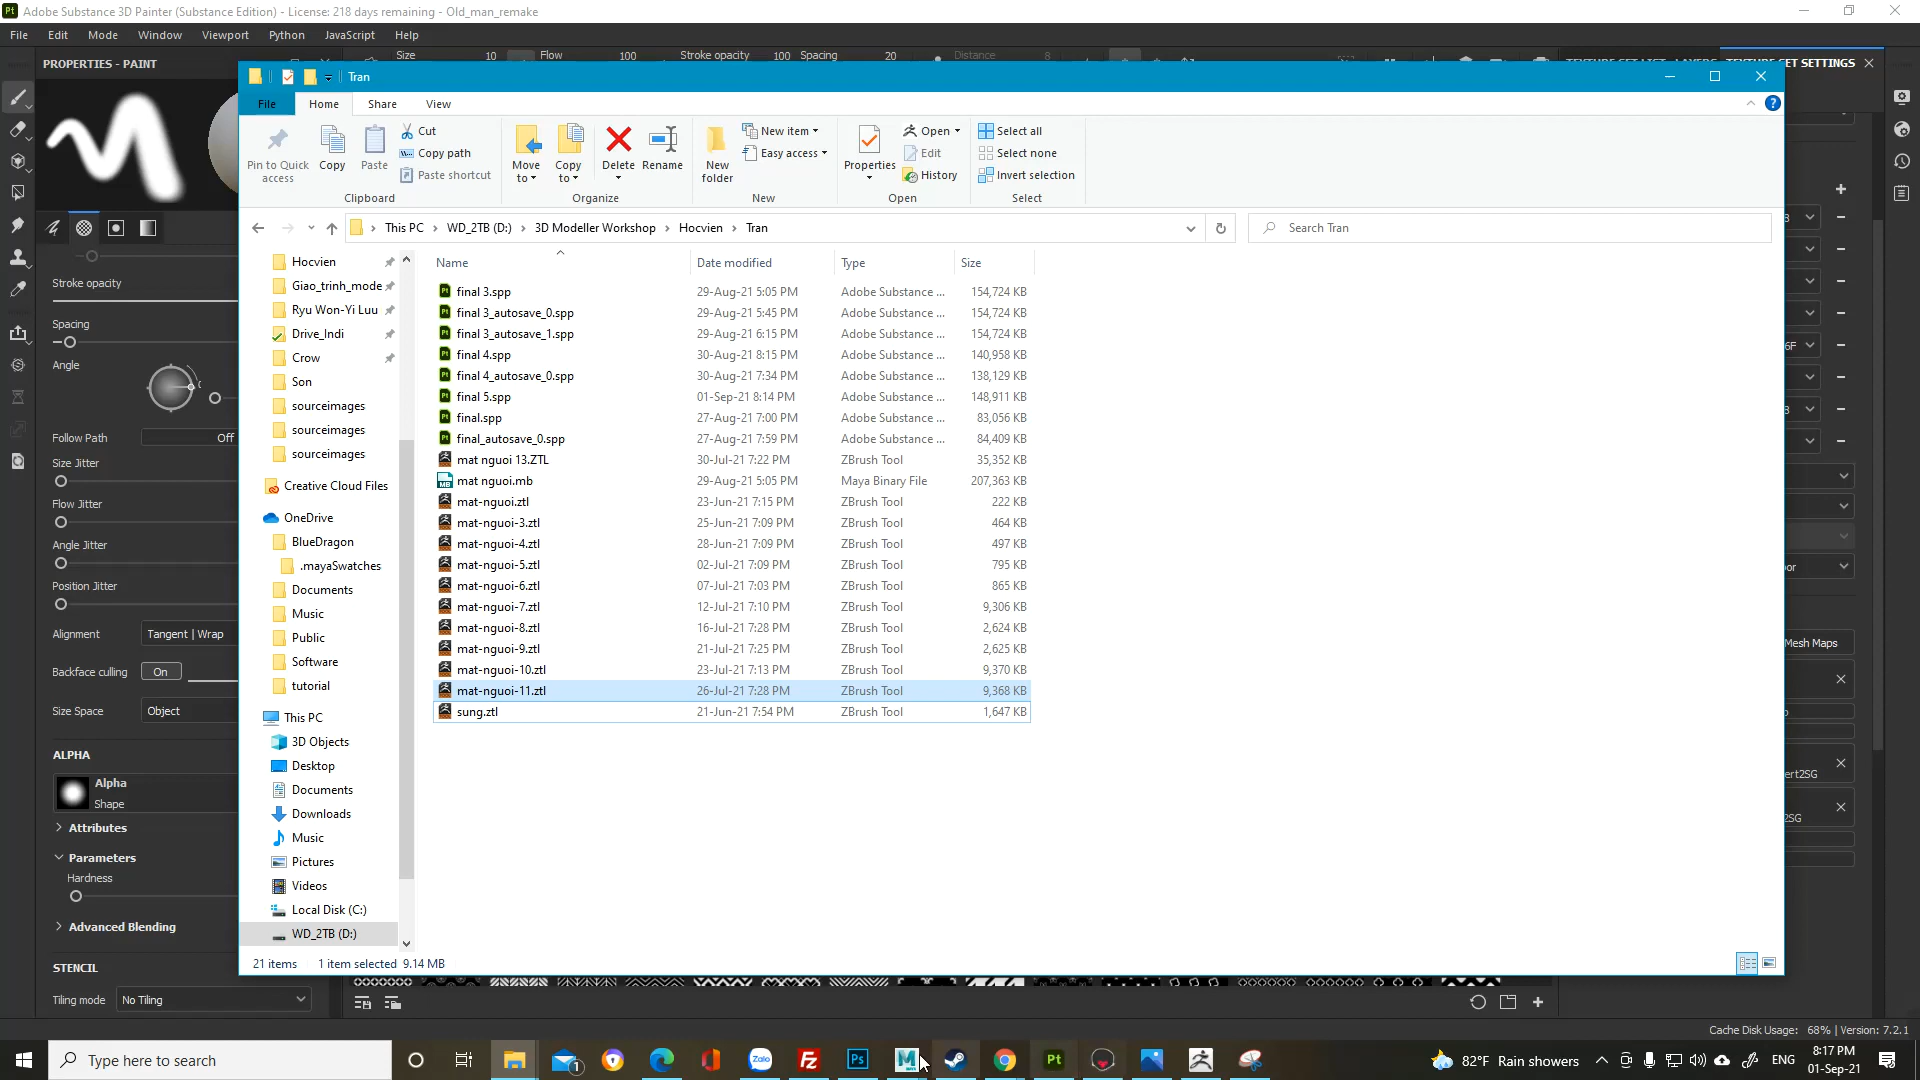 Adobe Substance 3D Painter (Substance Edition) - License: 218 days remaining - Old_man_remake
File Edit Mode Window Viewport Python JavaScript Help
PROPERTIES - PAINT
Size 10 Flow 100 Stroke opacity 100 Spacing 20 Distance 8
SET SETTINGS
Tran
File Home Share View
Pin to Quick access
Copy
Paste
Cut
Copy path
Paste shortcut
Move to
Copy to
Delete
Rename
New folder
New item
Easy access
Properties
Open
Edit
History
Select all
Select none
Invert selection
Clipboard Organize New Open Select
This PC > WD_2TB (D:) > 3D Modeller Workshop > Hocvien > Tran
Search Tran
Stroke opacity
Spacing
Angle
Follow Path Off
Size Jitter
Flow Jitter
Angle Jitter
Position Jitter
Alignment Tangent | Wrap
Backface culling On
Size Space Object
ALPHA
Alpha
Shape
Attributes
Parameters
Hardness
Advanced Blending
STENCIL
Tiling mode No Tiling
Hocvien
Giao_trinh_mode
Ryu Won-Yi Luu
Drive_Indi
Crow
Son
sourceimages
sourceimages
sourceimages
Creative Cloud Files
OneDrive
BlueDragon
.mayaSwatches
Documents
Music
Public
Software
tutorial
This PC
3D Objects
Desktop
Documents
Downloads
Music
Pictures
Videos
Local Disk (C:)
WD_2TB (D:)
Name Date modified Type Size
final 3.spp 29-Aug-21 5:05 PM Adobe Substance ... 154,724 KB
final 3_autosave_0.spp 29-Aug-21 5:45 PM Adobe Substance ... 154,724 KB
final 3_autosave_1.spp 29-Aug-21 6:15 PM Adobe Substance ... 154,724 KB
final 4.spp 30-Aug-21 8:15 PM Adobe Substance ... 140,958 KB
final 4_autosave_0.spp 30-Aug-21 7:34 PM Adobe Substance ... 138,129 KB
final 5.spp 01-Sep-21 8:14 PM Adobe Substance ... 148,911 KB
final.spp 27-Aug-21 7:00 PM Adobe Substance ... 83,056 KB
final_autosave_0.spp 27-Aug-21 7:59 PM Adobe Substance ... 84,409 KB
mat nguoi 13.ZTL 30-Jul-21 7:22 PM ZBrush Tool 35,352 KB
mat nguoi.mb 29-Aug-21 5:05 PM Maya Binary File 207,363 KB
mat-nguoi.ztl 23-Jun-21 7:15 PM ZBrush Tool 222 KB
mat-nguoi-3.ztl 25-Jun-21 7:09 PM ZBrush Tool 464 KB
mat-nguoi-4.ztl 28-Jun-21 7:09 PM ZBrush Tool 497 KB
mat-nguoi-5.ztl 02-Jul-21 7:09 PM ZBrush Tool 795 KB
mat-nguoi-6.ztl 07-Jul-21 7:03 PM ZBrush Tool 865 KB
mat-nguoi-7.ztl 12-Jul-21 7:10 PM ZBrush Tool 9,306 KB
mat-nguoi-8.ztl 16-Jul-21 7:28 PM ZBrush Tool 2,624 KB
mat-nguoi-9.ztl 21-Jul-21 7:25 PM ZBrush Tool 2,625 KB
mat-nguoi-10.ztl 23-Jul-21 7:13 PM ZBrush Tool 9,370 KB
mat-nguoi-11.ztl 26-Jul-21 7:28 PM ZBrush Tool 9,368 KB
sung.ztl 21-Jun-21 7:54 PM ZBrush Tool 1,647 KB
21 items 1 item selected 9.14 MB
Mesh Maps
ert2SG
2SG
Cache Disk Usage: 68% | Version: 7.2.1
Type here to search
82°F Rain showers
ENG
8:17 PM
01-Sep-21